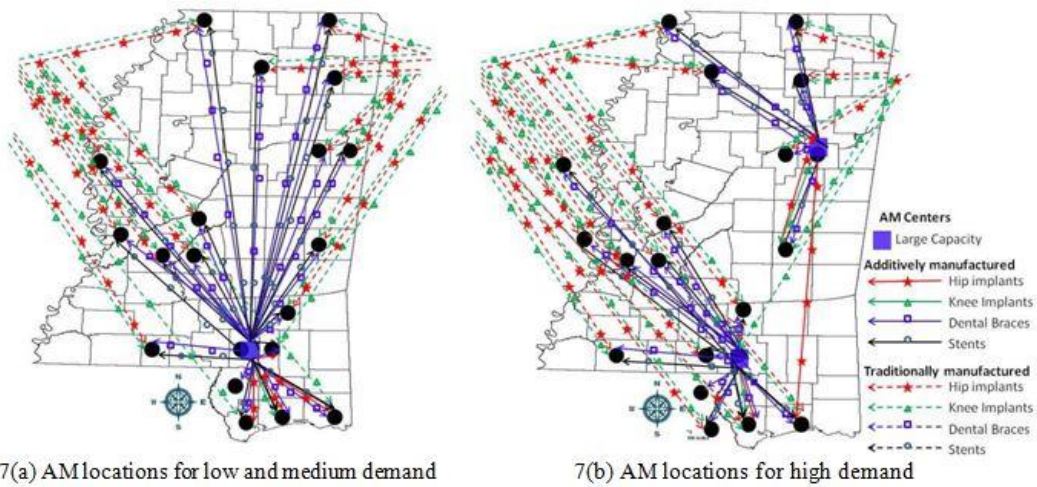 AM Centers
Large Capacity
Additively manufactured
Hip implants
Knee Implants
Dental Braces
Stents
Traditionally manufactured
Hip implants
Knee Implants
Dental Braces
Stents
N
S
N
S
7(a) AM locations for low and medium demand
7(b) AM locations for high demand